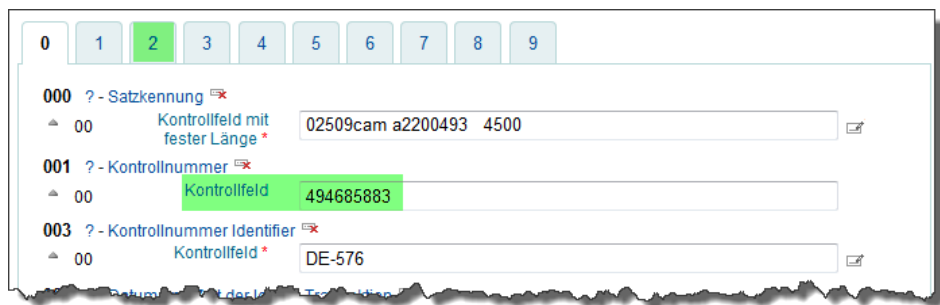 0 1 2 3 4 5 6 7 8 9
000 ? - Satzkennung
00 Kontrollfeld mit fester Länge * 02509cam a2200493 4500
001 ? - Kontrollnummer
00 Kontrollfeld 494685883
003 ? - Kontrollnummer Identifier
00 Kontrollfeld * DE-576